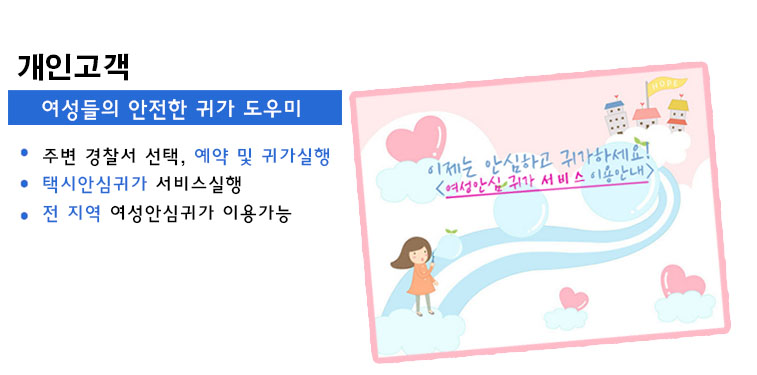 개인고객
여성들의 안전한 귀가 도우미
주변 경찰서 선택, 예약 및 귀가실행
택시안심귀가 서비스실행
전 지역 여성안심귀가 이용가능
HOPE
이제는 안심하고 귀가하세요!
<여성안심 귀가 서비스 이용안내>